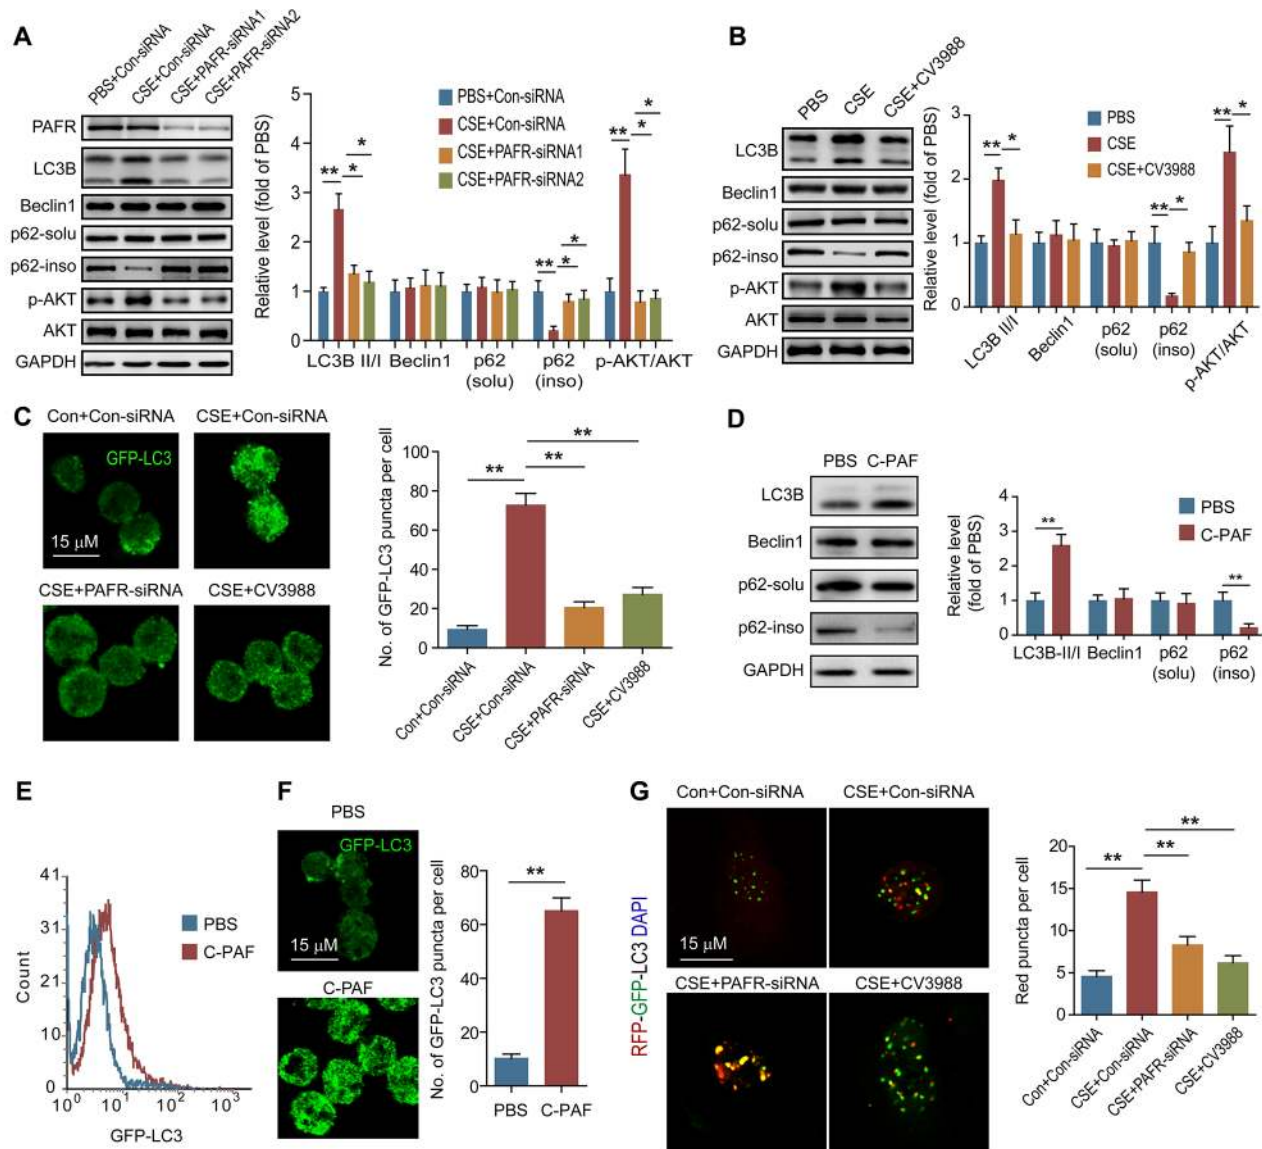 A
PBS+Con-siRNA
CSE+Con-siRNA
CSE+PAFR-siRNA1
CSE+PAFR-siRNA2
PAFR
LC3B
Beclin1
p62-solu
p62-inso
p-AKT
AKT
GAPDH
Relative level (fold of PBS)
5
4
3
2
1
0
PBS+Con-siRNA
CSE+Con-siRNA
CSE+PAFR-siRNA1
CSE+PAFR-siRNA2
**
*
*
**
*
*
**
*
*
LC3B II/I
Beclin1
p62
(solu)
p62
(inso)
p-AKT/AKT
B
PBS
CSE
CSE+CV3988
LC3B
Beclin1
p62-solu
p62-inso
p-AKT
AKT
GAPDH
Relative level (fold of PBS)
3
2
1
0
PBS
CSE
CSE+CV3988
**
*
**
*
**
*
LC3B II/I
Beclin1
p62
(solu)
p62
(inso)
p-AKT/AKT
C
Con+Con-siRNA
CSE+Con-siRNA
GFP-LC3
15 µM
CSE+PAFR-siRNA
CSE+CV3988
No. of GFP-LC3 puncta per cell
100
80
60
40
20
0
**
**
**
Con+Con-siRNA
CSE+Con-siRNA
CSE+PAFR-siRNA
CSE+CV3988
D
PBS C-PAF
LC3B
Beclin1
p62-solu
p62-inso
GAPDH
Relative level
(fold of PBS)
4
3
2
1
0
PBS
C-PAF
**
**
LC3B-II/I
Beclin1
p62
(solu)
p62
(inso)
E
Count
41
31
21
10
0
PBS
C-PAF
10⁰
10¹
10²
10³
GFP-LC3
F
PBS
GFP-LC3
15 µM
C-PAF
No. of GFP-LC3 puncta per cell
80
60
40
20
0
**
PBS
C-PAF
G
Con+Con-siRNA
CSE+Con-siRNA
15 µM
CSE+PAFR-siRNA
CSE+CV3988
RFP-GFP-LC3 DAPI
Red puncta per cell
20
15
10
5
0
**
**
**
Con+Con-siRNA
CSE+Con-siRNA
CSE+PAFR-siRNA
CSE+CV3988